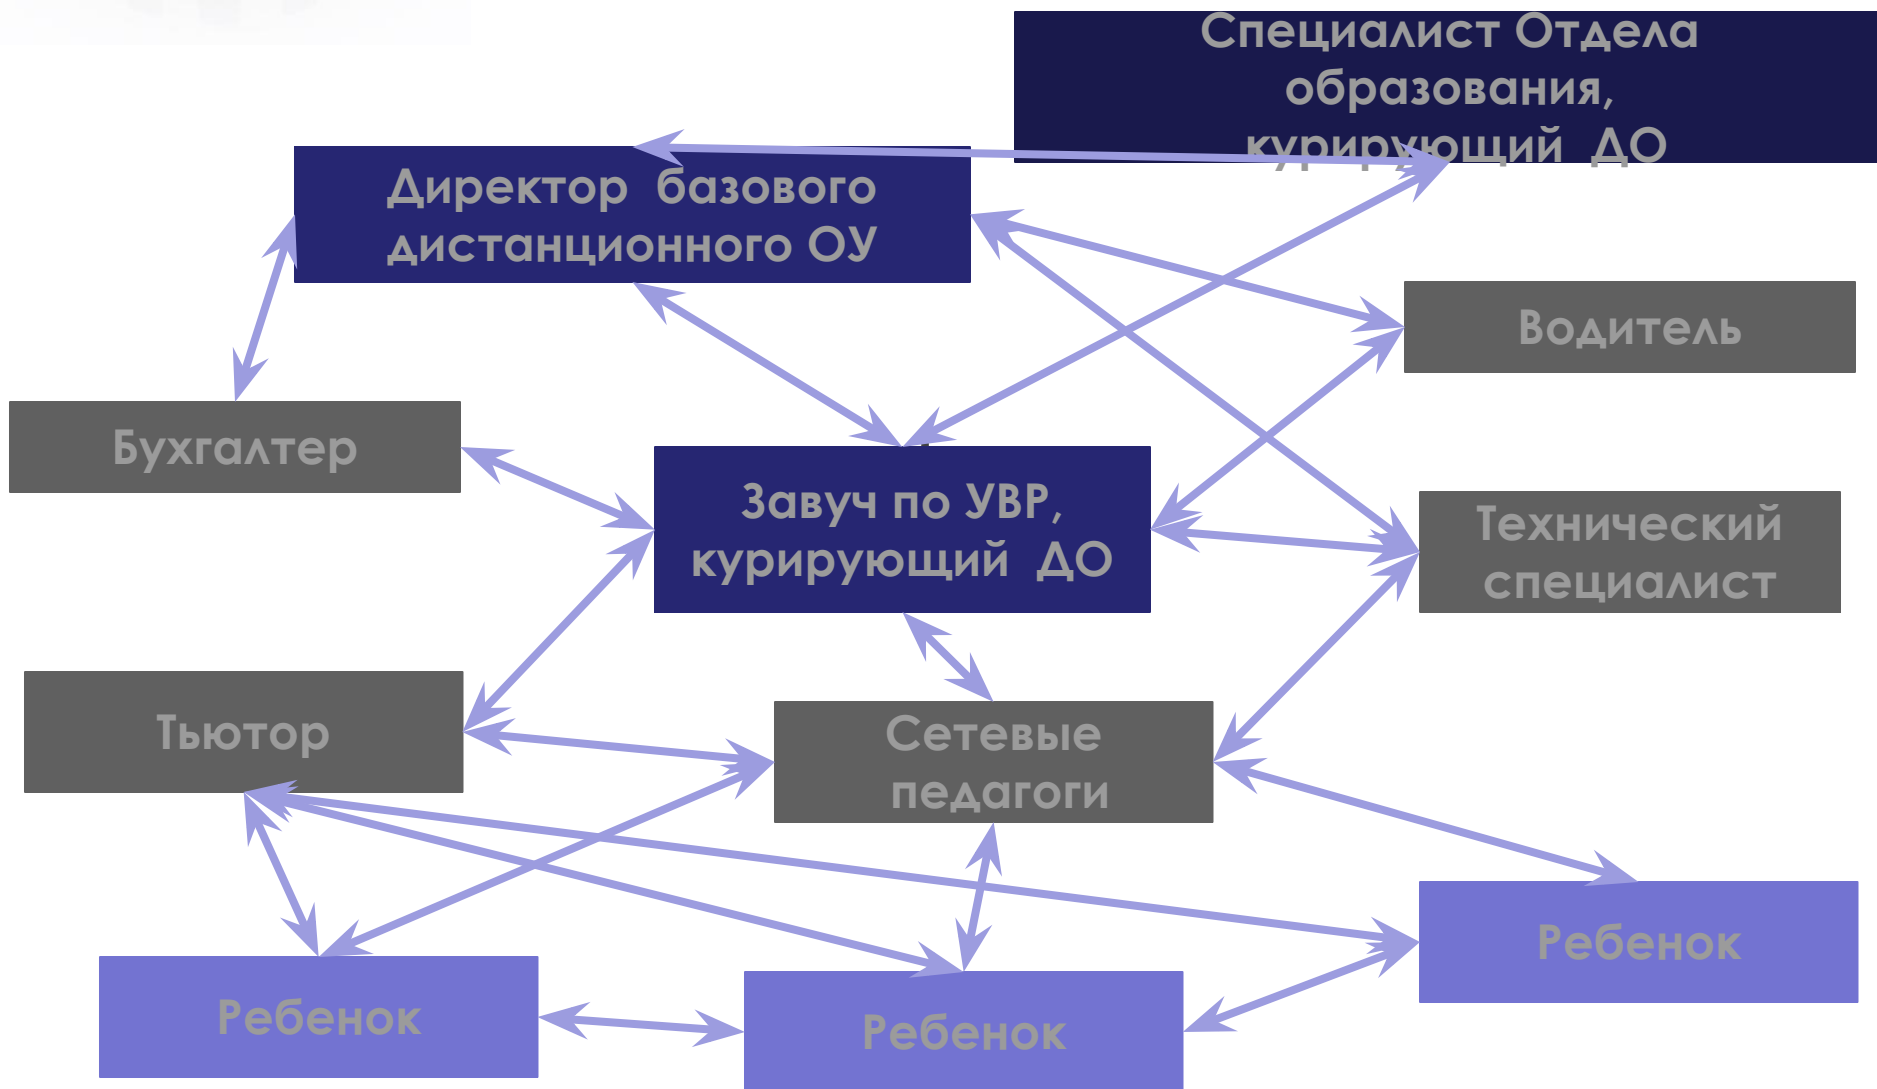 Специалист Отдела
образования,
курирующий ДО
Директор базового
дистанционного ОУ
Водитель
Бухгалтер
Завуч по УВР,
курирующий ДО
Технический
специалист
Тьютор
Сетевые
педагоги
Ребенок
Ребенок
Ребенок